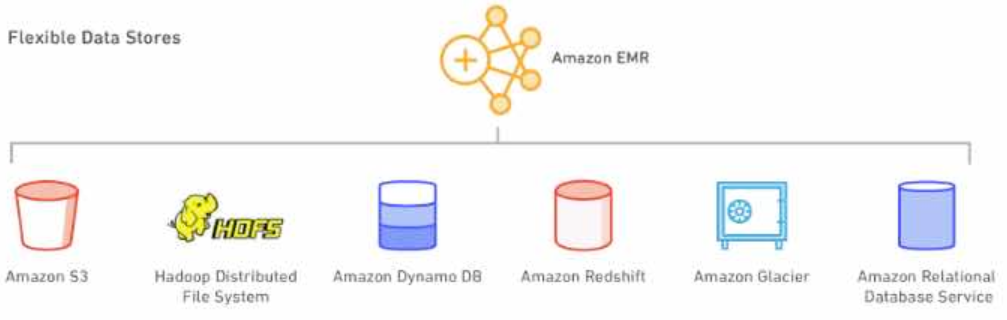 Flexible Data Stores
Amazon EMR
HDFS
Amazon S3
Hadoop Distributed
File System
Amazon Dynamo DB
Amazon Redshift
Amazon Glacier
Amazon Relational
Database Service